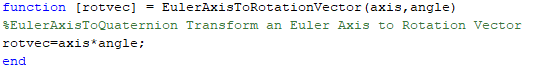 function [rotvec] = EulerAxisToRotationVector(axis,angle)
%EulerAxisToQuaternion Transform an Euler Axis to Rotation Vector
rotvec=axis*angle;
end